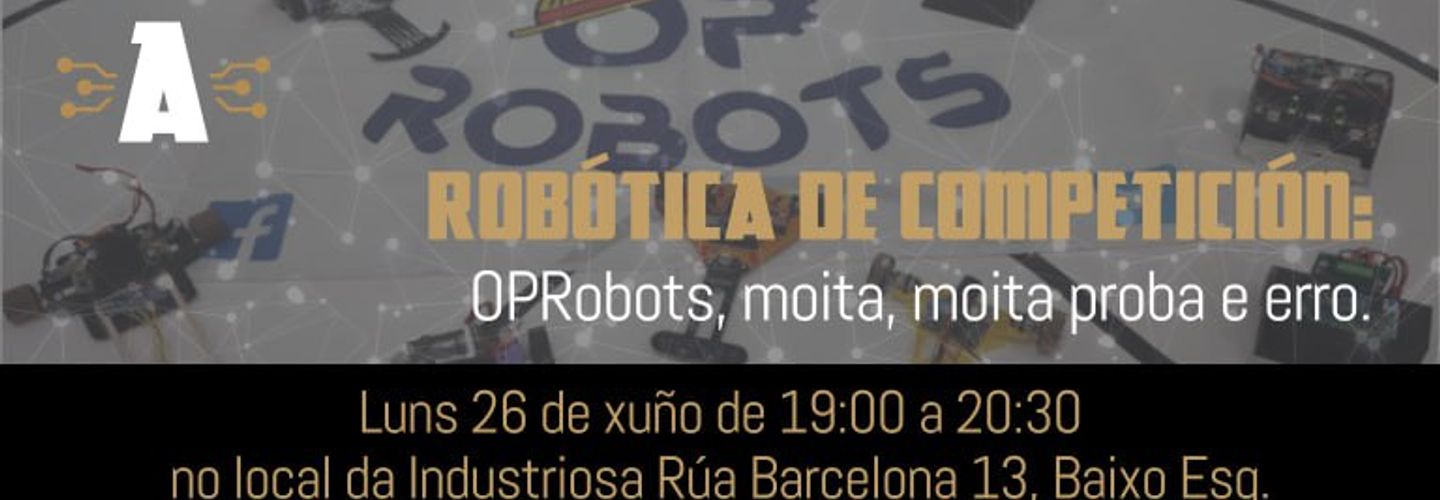 A
OP
ROBOTS
ROBÓTICA DE COMPETICIÓN:
OPRobots, moita, moita proba e erro.
Luns 26 de xuño de 19:00 a 20:30
no local da Industriosa Rúa Barcelona 13, Baixo Esq.